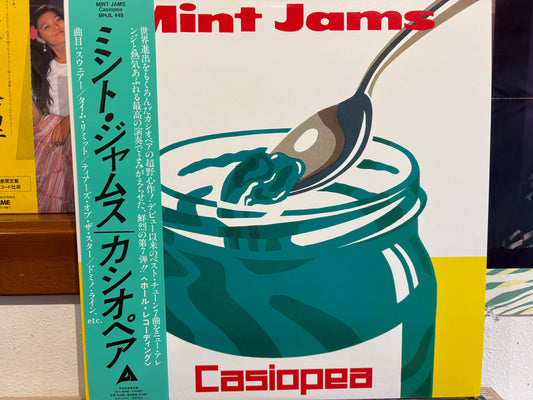 MINT JAMS
Casiopea
MHJL 449
Mint Jams
世界進出をもくろんだカシオペアの超野心作!デビュー以来のベスト・チューン7曲をニュー・アレ
ンジと熱気あふれる最高の演奏でよみがえらせた、鮮烈の第7弾!!〈ホール・レコーディング〉
ミント・ジャムス|カシオペア
曲目:スウェアー/タイム・リミット/ティアーズ・オブ・ザ・スター/ドミノ・ライン、
etc.
Casiopea